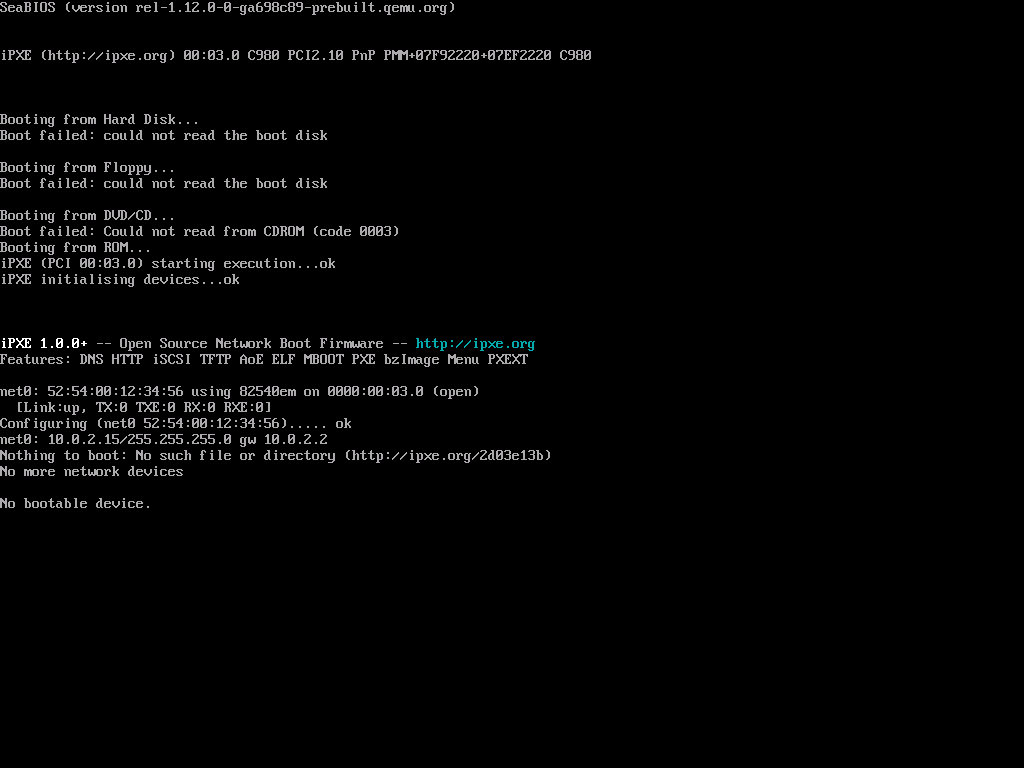 SeaBIOS (version rel-1.12.0-0-ga698c89-prebuilt.qemu.org)
iPXE (http://ipxe.org) 00:03.0 C980 PCI2.10 PnP PMM+07F92220+07EF2220 C980
Booting from Hard Disk...
Boot failed: could not read the boot disk
Booting from Floppy...
Boot failed: could not read the boot disk
Booting from DVD/CD...
Boot failed: Could not read from CDROM (code 0003)
Booting from ROM...
iPXE (PCI 00:03.0) starting execution...ok
iPXE initialising devices...ok
iPXE 1.0.0+ -- Open Source Network Boot Firmware -- http://ipxe.org
Features: DNS HTTP iSCSI TFTP AoE ELF MBOOT PXE bzImage Menu PXEXT
net0: 52:54:00:12:34:56 using 82540em on 0000:00:03.0 (open)
[Link:up, TX:0 TXE:0 RX:0 RXE:0]
Configuring (net0 52:54:00:12:34:56)..... ok
net0: 10.0.2.15/255.255.255.0 gw 10.0.2.2
Nothing to boot: No such file or directory (http://ipxe.org/2d03e13b)
No more network devices
No bootable device.